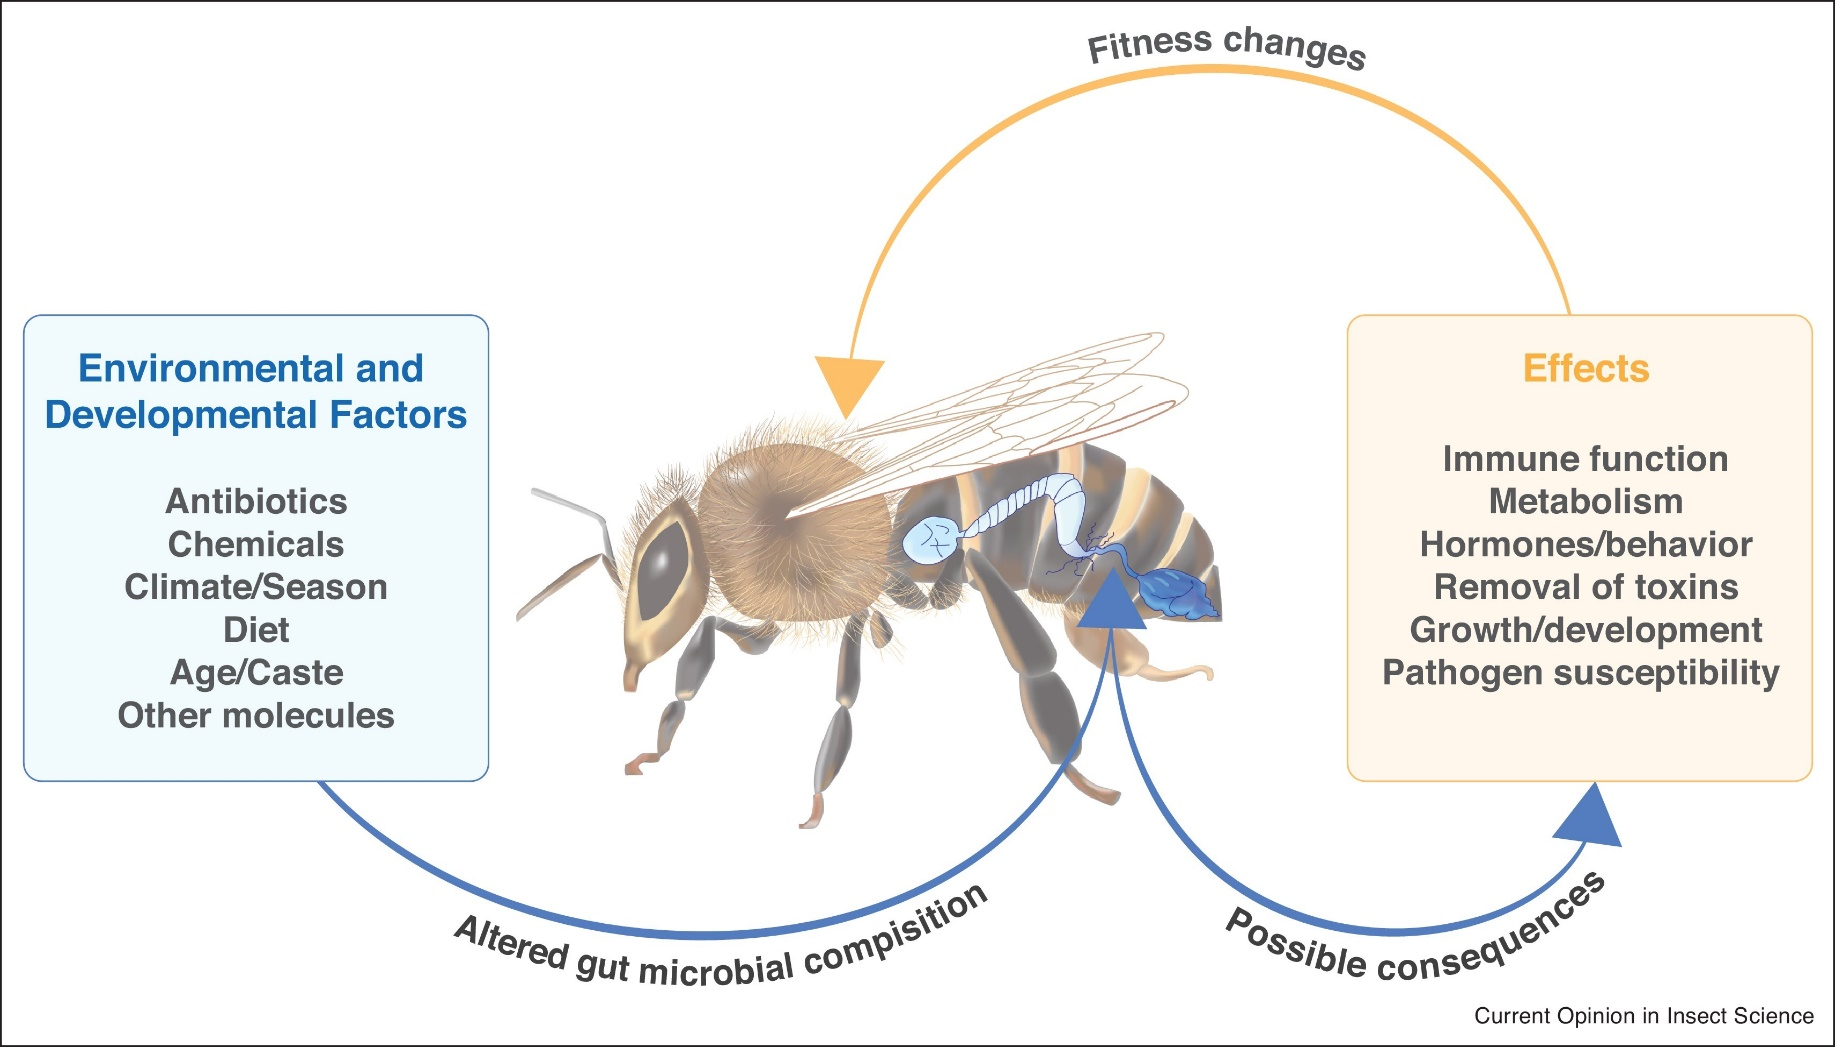 Fitness changes
Environmental and
Developmental Factors
Antibiotics
Chemicals
Climate/Season
Diet
Age/Caste
Other molecules
Effects
Immune function
Metabolism
Hormones/behavior
Removal of toxins
Growth/development
Pathogen susceptibility
Altered gut microbial compisition
Possible consequences
Current Opinion in Insect Science